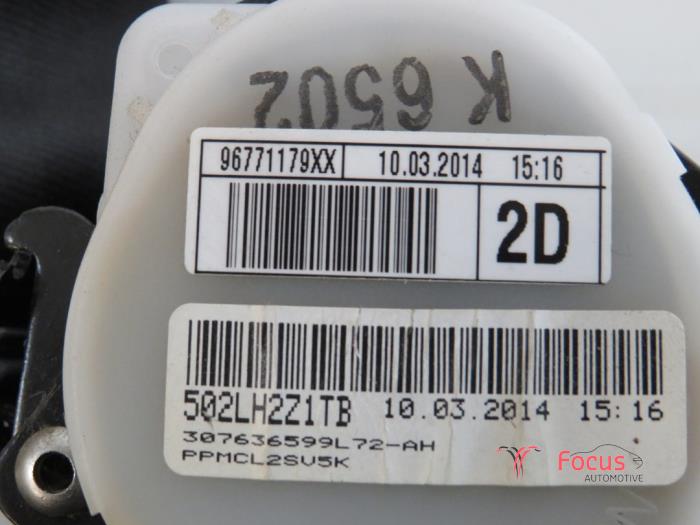 K 6502
96771179XX 10.03.2014 15:16
2D
502LH2Z1TB 10.03.2014 15:16
307636599L72-AH
PPMCL2SV5K
Focus
AUTOMOTIVE